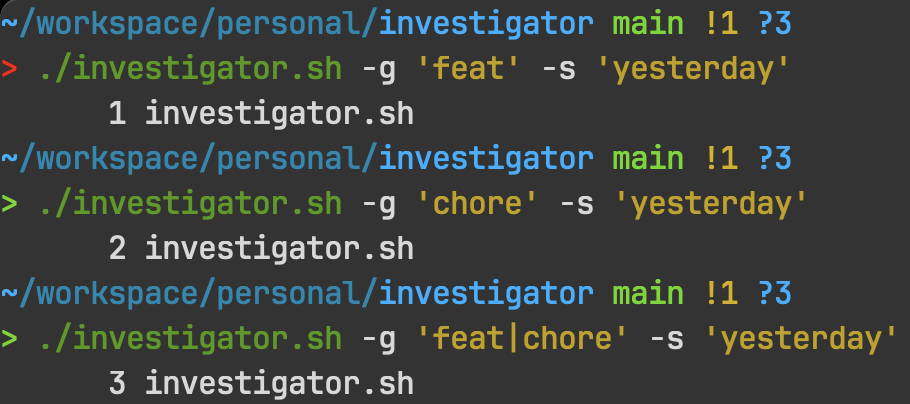 ~/workspace/personal/investigator main !1 ?3
> ./investigator.sh -g 'feat' -s 'yesterday'
1 investigator.sh
~/workspace/personal/investigator main !1 ?3
> ./investigator.sh -g 'chore' -s 'yesterday'
2 investigator.sh
~/workspace/personal/investigator main !1 ?3
> ./investigator.sh -g 'feat|chore' -s 'yesterday'
3 investigator.sh